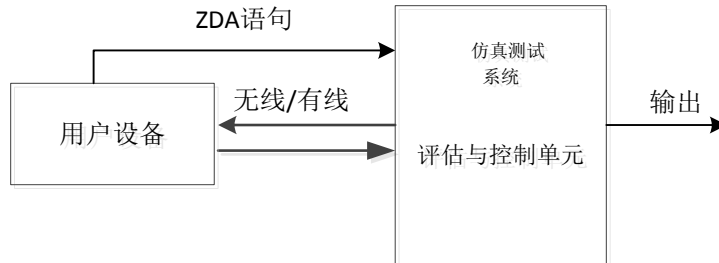 ZDA语句
仿真测试
系统
无线/有线
输出
用户设备
评估与控制单元